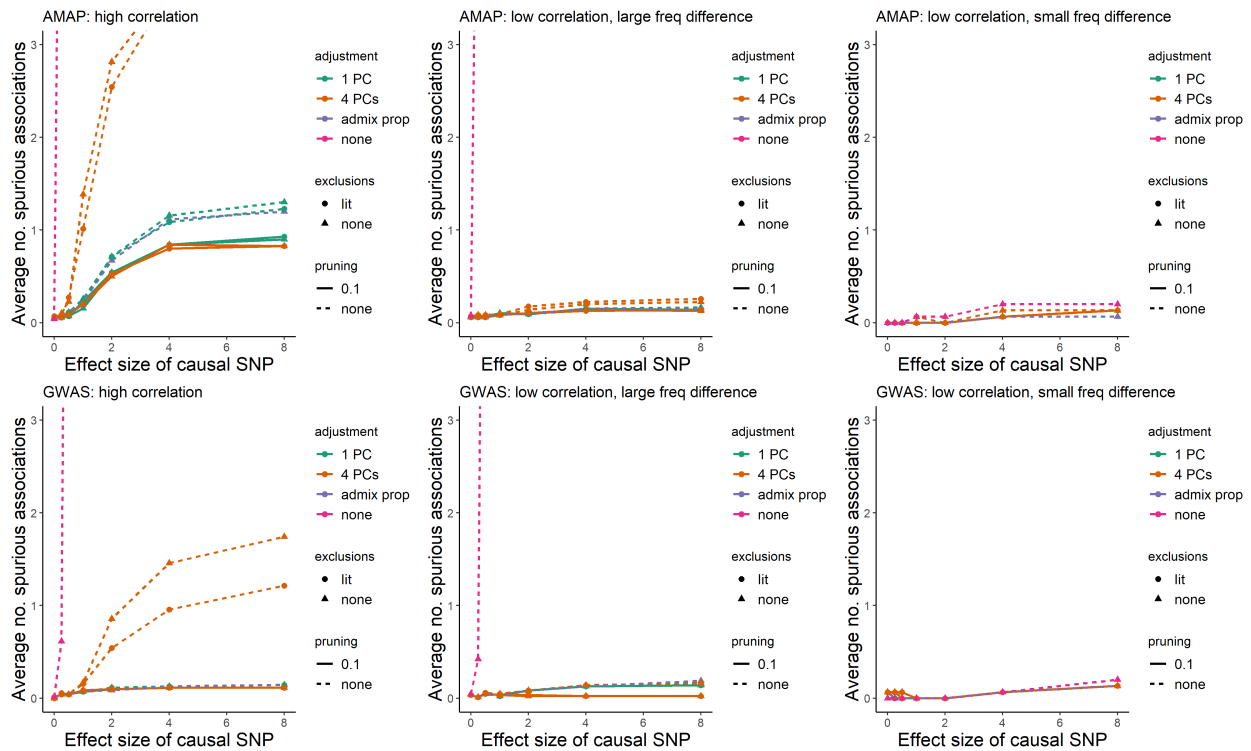 AMAP: high correlation
Average no. spurious associations
3
2
1
0
0
2
4
6
8
Effect size of causal SNP
adjustment
1 PC
4 PCs
admix prop
none
exclusions
lit
none
pruning
0.1
none
AMAP: low correlation, large freq difference
Average no. spurious associations
3
2
1
0
0
2
4
6
8
Effect size of causal SNP
adjustment
1 PC
4 PCs
admix prop
none
exclusions
lit
none
pruning
0.1
none
AMAP: low correlation, small freq difference
Average no. spurious associations
3
2
1
0
0
2
4
6
8
Effect size of causal SNP
adjustment
1 PC
4 PCs
admix prop
none
exclusions
lit
none
pruning
0.1
none
GWAS: high correlation
Average no. spurious associations
3
2
1
0
0
2
4
6
8
Effect size of causal SNP
adjustment
1 PC
4 PCs
admix prop
none
exclusions
lit
none
pruning
0.1
none
GWAS: low correlation, large freq difference
Average no. spurious associations
3
2
1
0
0
2
4
6
8
Effect size of causal SNP
adjustment
1 PC
4 PCs
admix prop
none
exclusions
lit
none
pruning
0.1
none
GWAS: low correlation, small freq difference
Average no. spurious associations
3
2
1
0
0
2
4
6
8
Effect size of causal SNP
adjustment
1 PC
4 PCs
admix prop
none
exclusions
lit
none
pruning
0.1
none